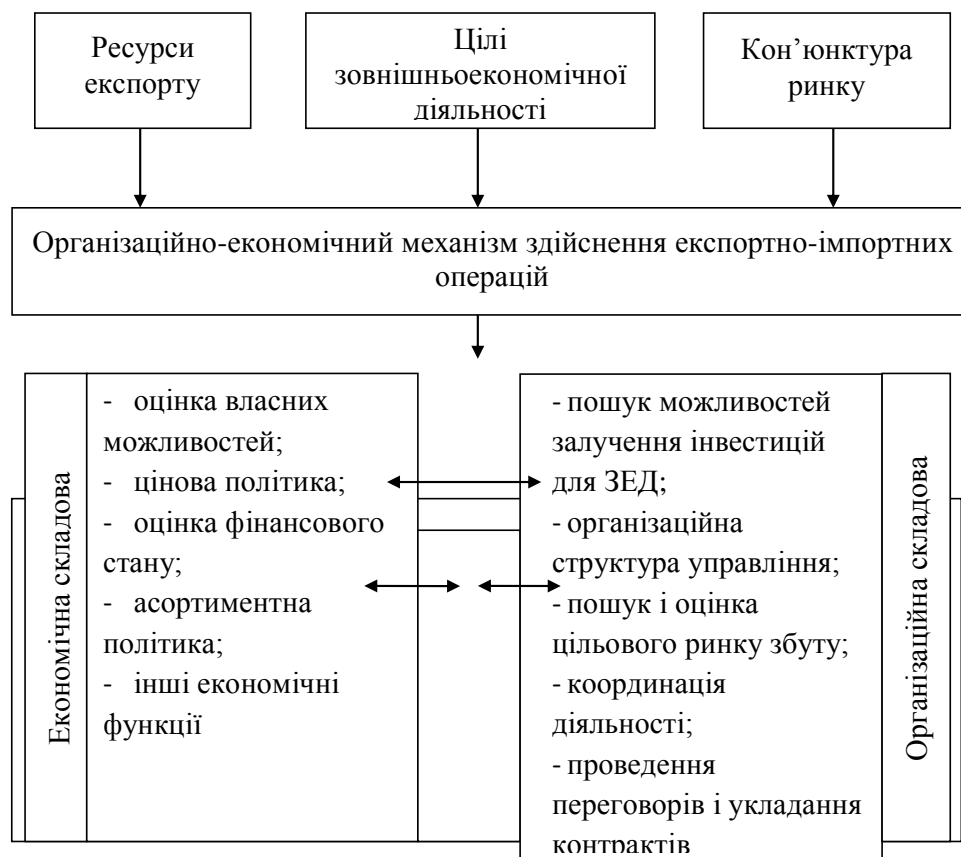 Ресурси
експорту
Цілі
зовнішньоекономічної
діяльності
Кон’юнктура
ринку
Організаційно-економічний механізм здійснення експортно-імпортних
операцій
Економічна складова
- оцінка власних
можливостей;
- цінова політика;
- оцінка фінансового
стану;
- асортиментна
політика;
- інші економічні
функції
- пошук можливостей
залучення інвестицій
для ЗЕД;
- організаційна
структура управління;
- пошук і оцінка
цільового ринку збуту;
- координація
діяльності;
- проведення
переговорів і укладання
контрактів
Організаційна складова